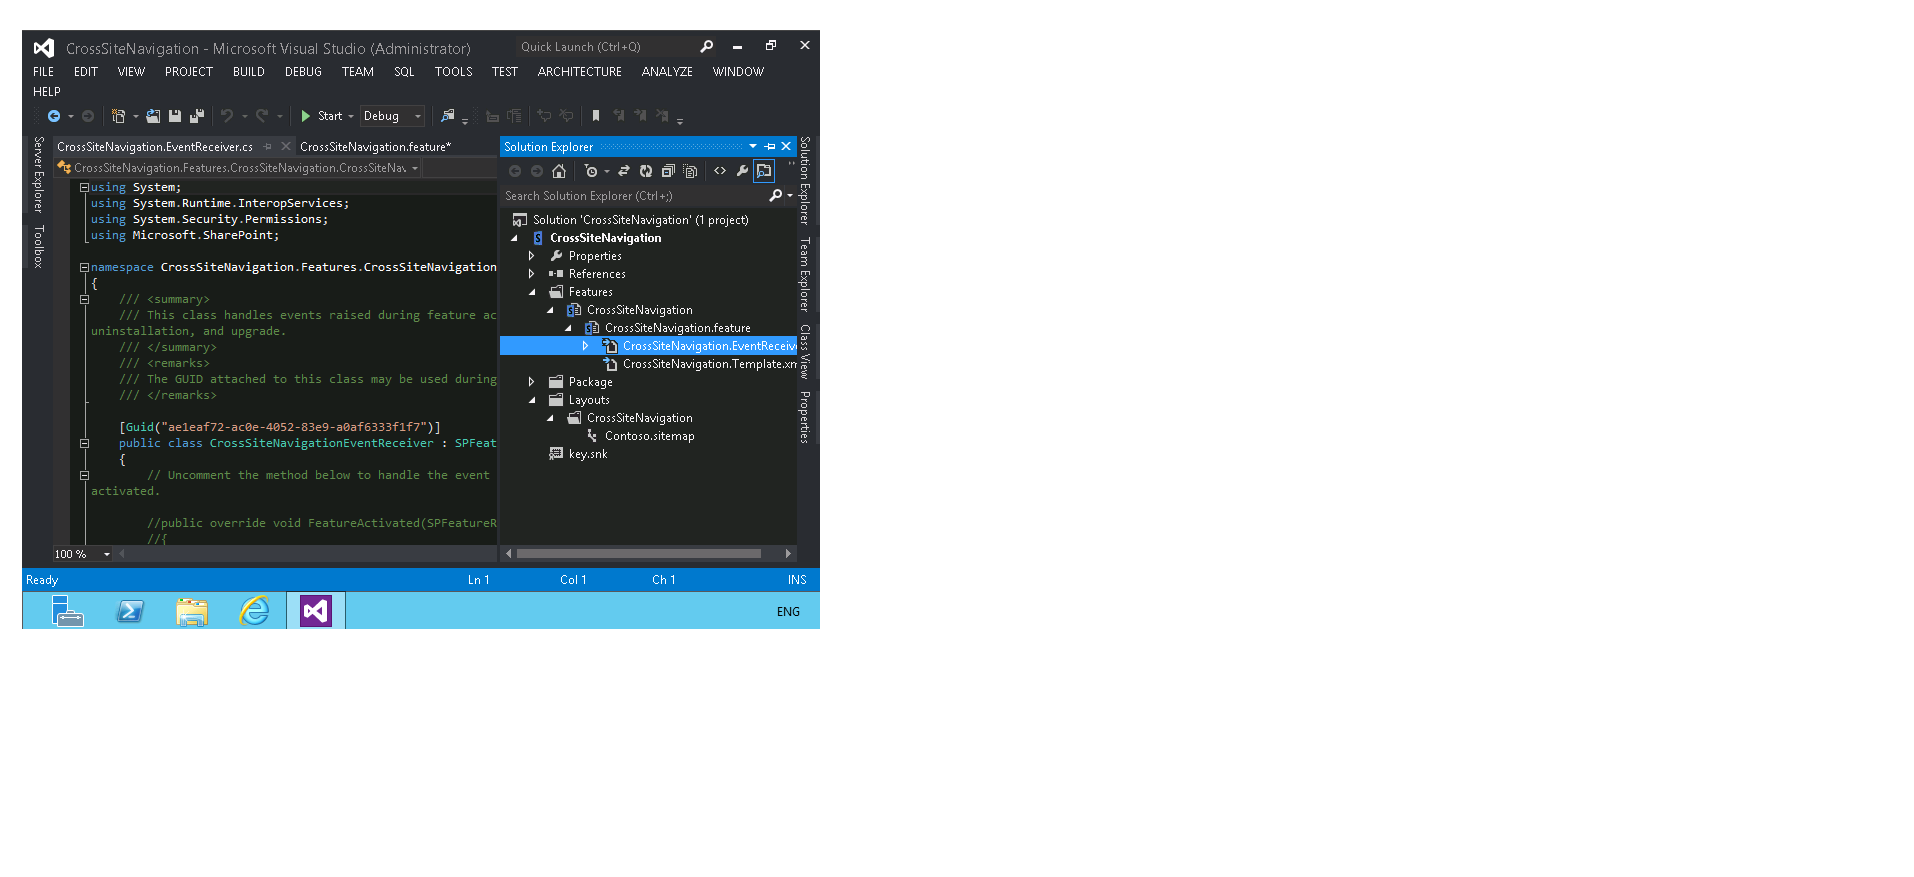 CrossSiteNavigation - Microsoft Visual Studio (Administrator)
Quick Launch (Ctrl+Q)
FILE EDIT VIEW PROJECT BUILD DEBUG TEAM SQL TOOLS TEST ARCHITECTURE ANALYZE WINDOW
HELP
Start Debug
Server Explorer
Toolbox
CrossSiteNavigation.EventReceiver.cs
CrossSiteNavigation.feature*
CrossSiteNavigation.Features.CrossSiteNavigation.CrossSiteNav
using System;
using System.Runtime.InteropServices;
using System.Security.Permissions;
using Microsoft.SharePoint;
namespace CrossSiteNavigation.Features.CrossSiteNavigation
{
/// <summary>
/// This class handles events raised during feature ac
uninstallation, and upgrade.
/// </summary>
/// <remarks>
/// The GUID attached to this class may be used during
/// </remarks>
[Guid("ae1eaf72-ac0e-4052-83e9-a0af6333f1f7")]
public class CrossSiteNavigationEventReceiver : SPFeat
{
// Uncomment the method below to handle the event
activated.
//public override void FeatureActivated(SPFeatureR
//{
100 %
Solution Explorer
Search Solution Explorer (Ctrl+;)
Solution 'CrossSiteNavigation' (1 project)
CrossSiteNavigation
Properties
References
Features
CrossSiteNavigation
CrossSiteNavigation.feature
CrossSiteNavigation.EventReceive
CrossSiteNavigation.Template.xm
Package
Layouts
CrossSiteNavigation
Contoso.sitemap
key.snk
Solution Explorer
Team Explorer
Class View
Properties
Ready Ln 1 Col 1 Ch 1 INS
ENG